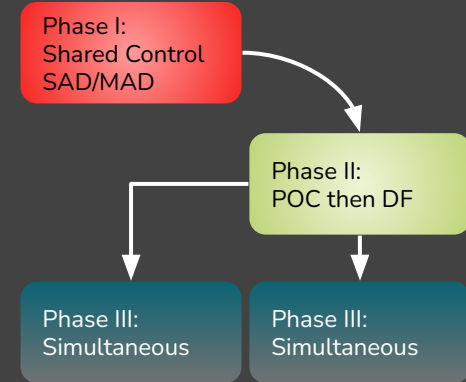 Phase I:
Shared Control
SAD/MAD
Phase II:
POC then DF
Phase III:
Simultaneous
Phase III:
Simultaneous